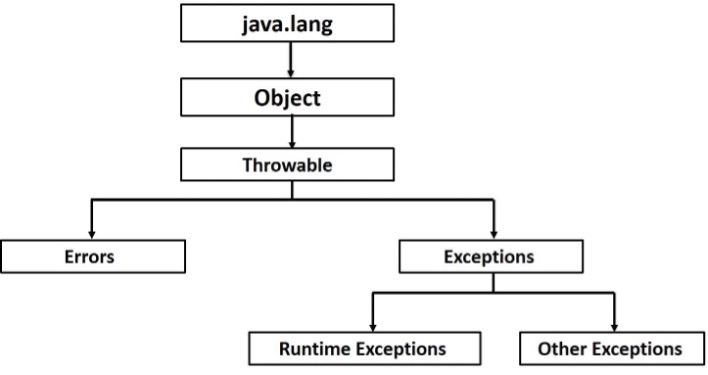 java.lang
Object
Throwable
Errors
Exceptions
Runtime Exceptions
Other Exceptions